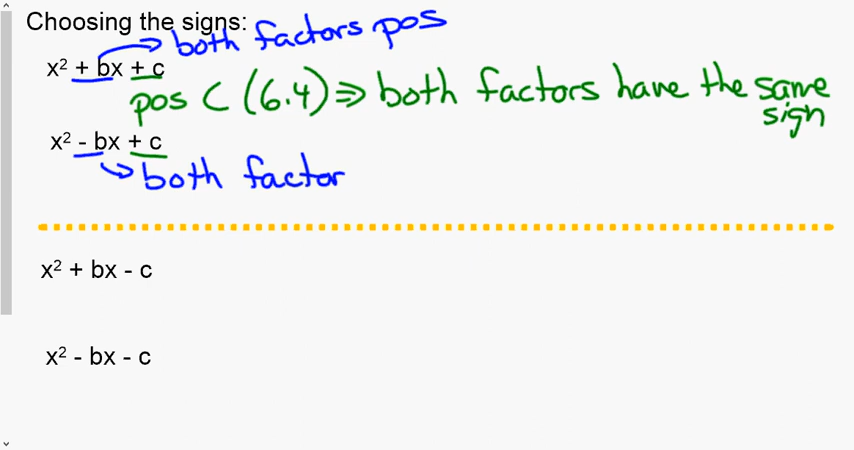 Choosing the signs:
both factors pos
x² + bx + c
pos C (6.4) ⇒ both factors have the same
sign
x² - bx + c
both factor
x² + bx - c
x² - bx - c